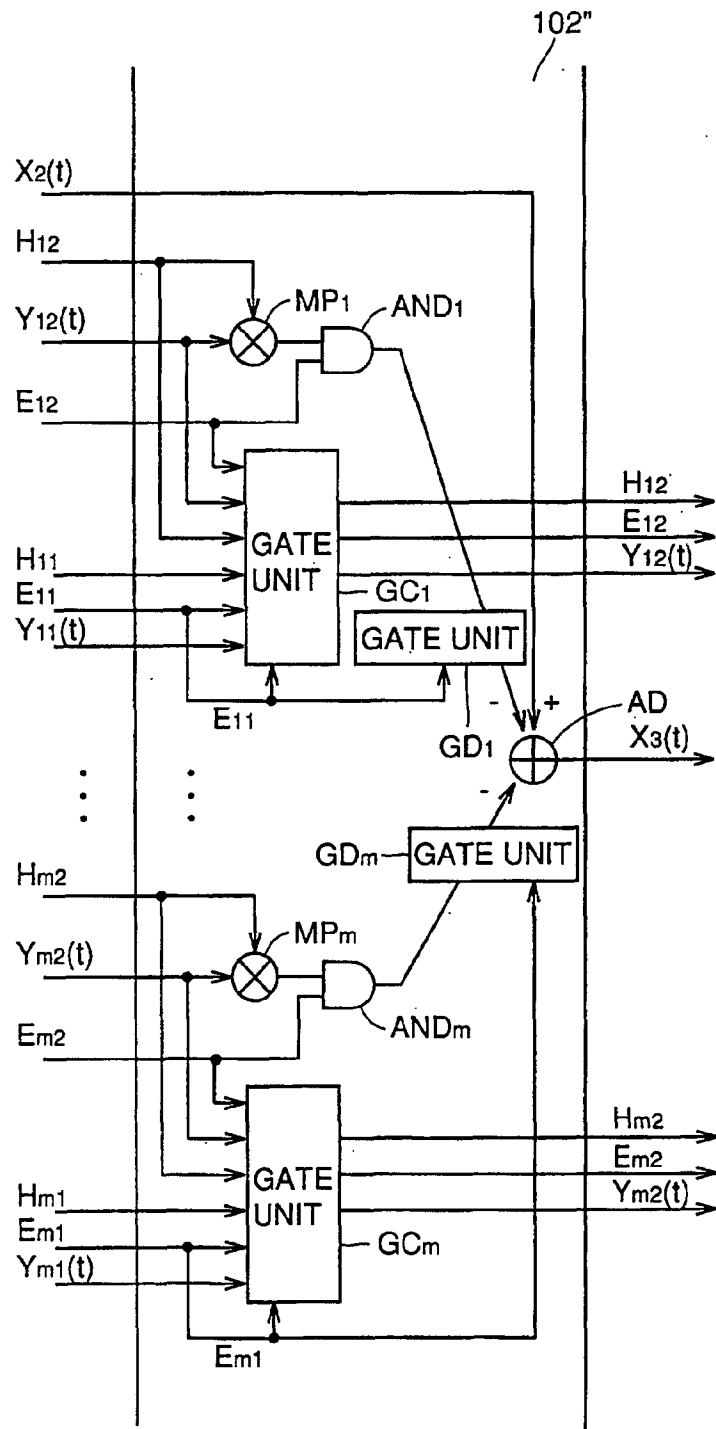 102"
X2(t)
H12
MP1
AND1
Y12(t)
E12
H12
E12
Y12(t)
GATE
UNIT
GC1
H11
E11
Y11(t)
GATE UNIT
E11
GD1
-
+
AD
X3(t)
-
GDm
GATE UNIT
Hm2
MPm
Ym2(t)
ANDm
Em2
Hm2
Em2
Ym2(t)
GATE
UNIT
GCm
Hm1
Em1
Ym1(t)
Em1